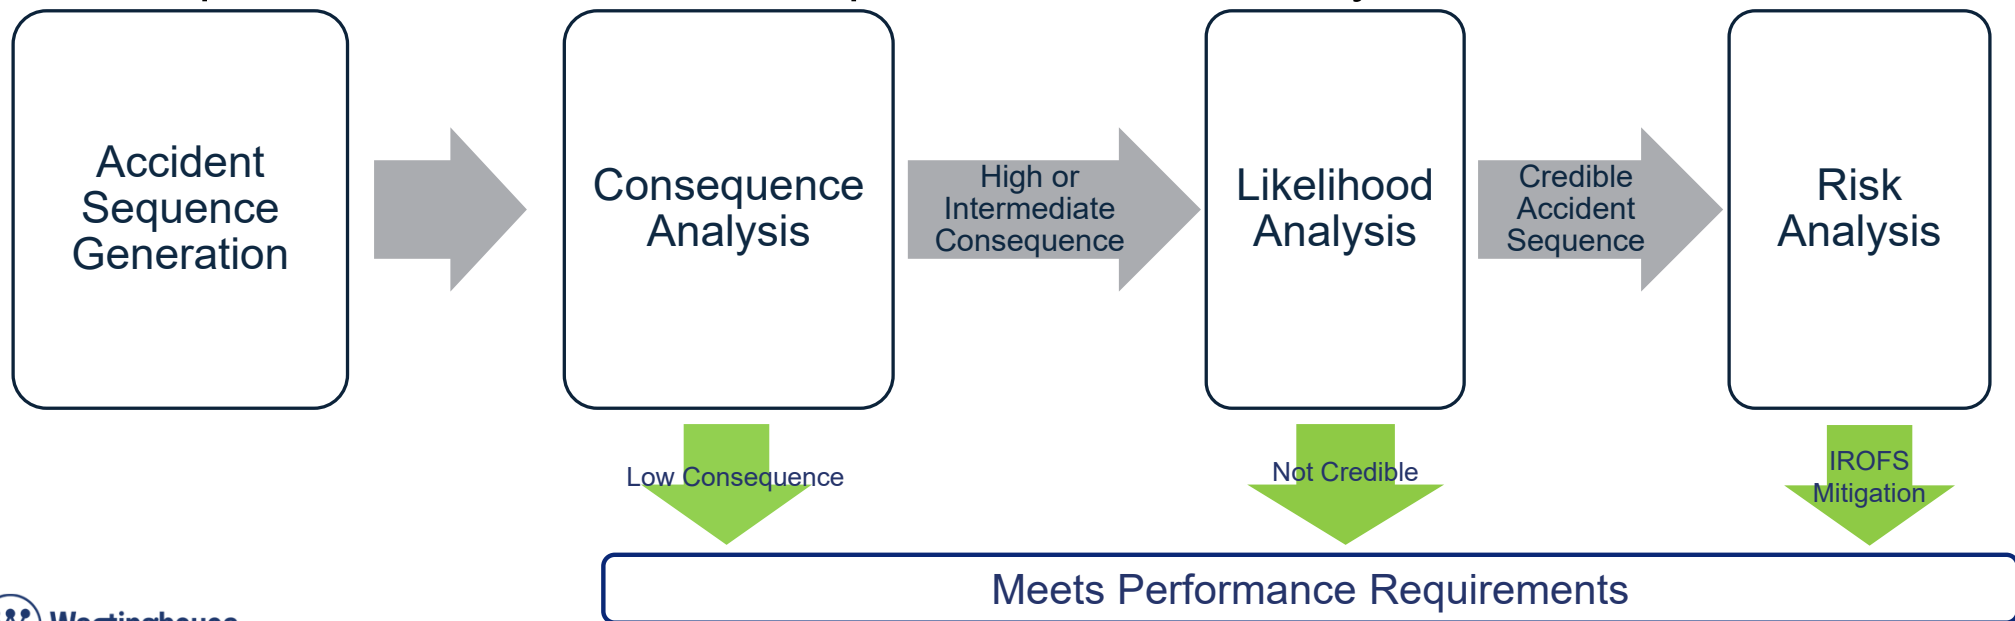 Accident
Sequence
Generation
Consequence
Analysis
High or
Intermediate
Consequence
Likelihood
Analysis
Credible
Accident
Sequence
Risk
Analysis
Low Consequence
Not Credible
IROFS
Mitigation
Meets Performance Requirements
Westinghouse